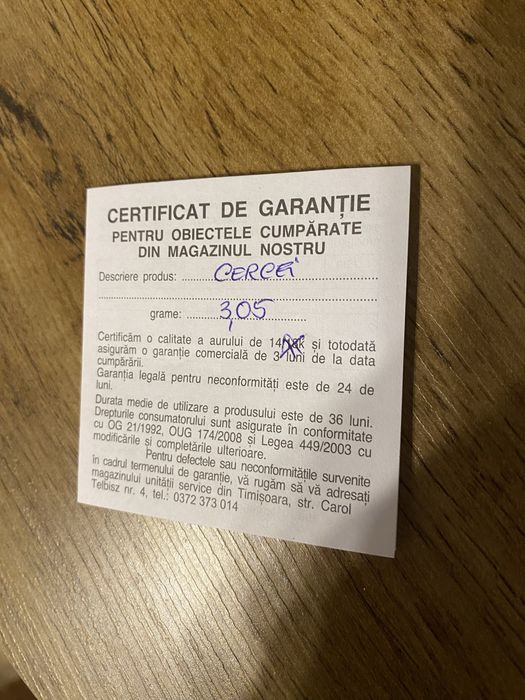 CERTIFICAT DE GARANȚIE
PENTRU OBIECTELE CUMPĂRATE
DIN MAGAZINUL NOSTRU
Descriere produs: CERCEI
grame: 3,05
Certificăm o calitate a aurului de 14 și totodată
asigurăm o garanție comercială de 3 luni de la data
cumpărării.
Garanția legală pentru neconformități este de 24 de
luni.
Durata medie de utilizare a produsului este de 36 luni.
Drepturile consumatorului sunt asigurate în conformitate
cu OG 21/1992, OUG 174/2008 și Legea 449/2003 cu
modificările și completările ulterioare.
Pentru defectele sau neconformitățile survenite
în cadrul termenului de garanție, vă rugăm să vă adresați
magazinului unității service din Timișoara, str. Carol
Telbisz nr. 4, tel.: 0372 373 014